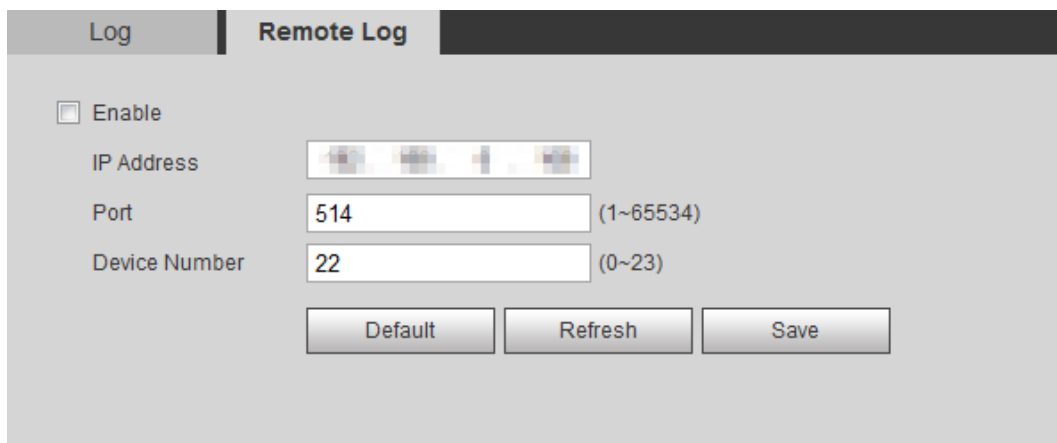 Log Remote Log
Enable
IP Address
Port 514 (1~65534)
Device Number 22 (0~23)
Default Refresh Save